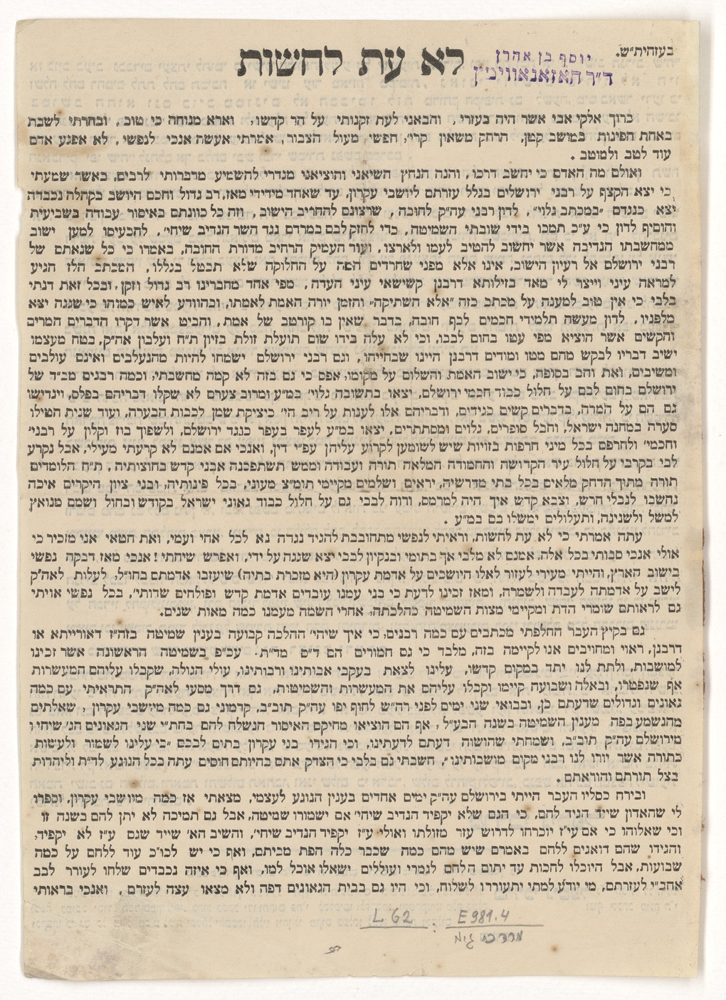 בעזהית״ש.
יוסף בן אהרן
ד״ר חאזאנאוויטץ
לא עת לחשות
ברוך אלקי אבי אשר היה בעזרי, והבאני לעת זקנותי על הר קדשו, וארא מנוחה כי טוב, ובחרתי לשבת
באחת הפינות במושב קטן, הרחק משאון קרי׳, חפשי מעול הצבור, אמרתי אעשה אנכי לנפשי, לא אפגע אדם
עוד לטב ולמוטב.
ואולם מה האדם כי יחשב דרכו, והנה הנחץ השיאני והוציאני מגדרי להשמיע מדברותי לרבים, באשר שמעתי
כי יצא הקצף על רבני ירושלים בגלל עזרתם ליושבי עקרון, עד שאחד מידידי מאז, רב גדול וחכם היושב בקהלה נכבדה
יצא כנגדם ״במכתב גלוי״, לדון רבני עה״ק לחובה, שרצונם להחריב הישוב, וזה כל כוונתם באיסור עבודה בשביעית
והוסיף לדון כי ע״כ תמכו בידי שובתי השמיטה, כדי לחזק לבם במרדם נגד השר הנדיב שיחי׳, להכעיסו למען ישוב
ממחשבתו הנדיבה אשר יחשוב להטיב לעמו ולארצו, ועוד העמיק הרחיב מדורת החובה, באמרו כי כל שנאתם של
רבני ירושלם אל רעיון הישוב, אינו אלא מפני שחרדים המה על החלוקה שלא תבטל בגללו, המכתב הלז הגיע
למראה עיני וייצר לי מאד בזילותא דרבנן קשישאי עיני העדה, מפי אחד מחברינו רב גדול וזקן, ובכל זאת דנתי
בלבי כי אין טוב למענה על מכתב כזה ״אלא השתיקה״ והזמן יורה האמת לאמתו, ובהוודע לאיש כמוהו כי שגגה יצא
מלפניו, לדון מעשה תלמידי חכמים לכף חובה, בדבר שאין בו קורטב של אמת, והביט אשר דקרו הדברים המרים
והקשים אשר הוציא מפי עטו בחום לבבו, וכי לא עלה בידו שום תועלת זולת בזיון ת״ח ועלבון אה״ק, בטח מעצמו
ישיב דבריו לבקש מהם מטו ומודים דרבנן היינו שבחייהו, וגם רבני ירושלם ישמחו להיות מהנעלבים ואינם עולבים
ומשיבים, ואת והב בסופה, כי ישוב האמת והשלום על מקומו, אפס כי גם בזה לא קמה מחשבתי, וכמה רבנים מב״ד של
ירושלם בחום לבם על חלול כבוד חכמי ירושלם, יצאו בתשובה גלוי׳ במ״ע ומרוב צערם לא שקלו דבריהם בפלס, ויגדישו
גם הם על המרה, בדברים קשים כגידים, ודבריהם אלו לענות על ריב הי׳ כיציקת שמן לכבות הבערה, ועוד שנית הטילו
סערה במחנה ישראל, וחבל סופרים, גלוים ומסתתרים, יצאו במ״ע לעפר בעפר כנגד ירושלם, ולשפוך בוז וקלון על רבני׳
וחכמי׳ ולחרפם בכל מיני חרפות בזויות שיש לשומען לקרוע עליהן עפ״י דין, ואנכי אם אמנם לא קרעתי מעילי, אבל נקרע
לבי בקרבי על חלול עיר הקדושה והחמודה המלאה תורה ועבודה וממש תשתפכנה אבני קדש בחוצותיה, ת״ח הלומדים
תורה מתוך הדחק מלאים בכל בתי מדרשיה, יראים ושלמים מקיימי תומ״צ מעוני, בכל פינותיה, ובני ציון היקרים איכה
נחשבו לנבלי חרש, וצבא קדש איך היה למרמס, ודוה לבבי גם על חלול כבוד גאוני ישראל בקודש ובחול ושמם מנואץ
למשל ולשנינה, ותעלולים ימשלו בם במ״ע.
עתה אמרתי כי לא עת לחשות, וראיתי לנפשי מתחובבת להגיד נגדה נא לכל אחי ועמי, ואת חטאי אני מזכיר כי
אולי אנכי סבותי בכל אלה, אמנם לא מלבי אך בתומי ובנקיון לבבי יצא שגגה על ידי, ואפרש שיחתי! אנכי מאז דבקה נפשי
בישוב הארץ, והייתי מעירי לעזור לאלו היושבים על אדמת עקרון (היא מזכרת בתיה) שיעזבו אדמתם בחו״ל, לעלות לאה״ק
לישב על אדמתה לעבדה ולשמרה, ומאז זכינו לדעת כי בני עמנו עובדים אדמת קדש ופולחים שדותי׳, בכל נפשי אויתי
גם לראותם שומרי הדת ומקיימי מצות השמיטה כהלכתה, אחרי השמה מעמנו כמה מאות שנים.
גם בקיץ העבר החלפתי מכתבים עם כמה רבנים, כי איך שיהי׳ ההלכה קבועה בענין שמיטה בזה״ז דאורייתא או
דרבנן, ראוי ומחויבים אנו לקיימה בזה, מלבד כי גם חמורים הם ד״ס מד״ת. עכ״פ בשמיטה הראשונה אשר זכינו
למושבות, ולתת לנו יתד במקום קדשו, עלינו לצאת בעקבי אבותינו ורבותינו, עולי הגולה, שקבלו עליהם המעשרות
אף שנפטרו, ובאלה ושבועה קיימו וקבלו עליהם את המעשרות והשמיטות, גם דרך מסעי לאה״ק התראיתי עם כמה
גאונים וגדולים שדעתם כן, ובבואי שני ימים לפני רה״ש לחוף יפו עה״ק תוב״ב, קדמוני גם כמה מיושבי עקרון, שאלתים
מהנשמע בפה מענין השמיטה בשנה הבע״ל, אף הם הוציאו מחיקם האיסור הנשלח להם בחת״י שני הגאונים הג׳ שיחיו
מירושלם עה״ק תוב״ב, ושמחתי שהושוה דעתם לדעתינו, וכי הגידו בני עקרון בתום לבבם ״כי עלינו לשמור ולעשות
כתורה אשר יורו לנו רבני מקום מושבותינו״, חשבתי גם בלבי כי הצדק אתם בהיותם חוסים עתה בכל הנוגע לד״ת וליהדות
בצל תורתם והוראתם.
ובירח כסליו העבר הייתי בירושלם עה״ק ימים אחדים בענין הנוגע לעצמי, מצאתי אז כמה מיושבי עקרון, וספרו
לי שהאדון שייד הגיד להם, כי הגם שלא יקפיד הנדיב שיחי׳ אם ישמורו שמיטה, אבל גם תמיכה לא יתן להם בשנה זו
וכי שאלוהו כי אם עי״ז יוכרחו לדרוש עזר מזולתו ואולי ע״ז יקפיד הנדיב שיחי׳, והשיב הא׳ שייד שגם ע״ז לא יקפיד,
והגידו שהם דואגים ללחם באמרם שיש מהם כמה שכבר כלה הפת מביתם, ואף כי יש לכו״כ עוד ללחם על כמה
שבועות, אבל היוכלו לחכות עד יתום הלחם לגמרי ועוללים ישאלו אוכל למו, ואף כי איזה נכבדים שלחו לעורר לבב
אחב״י לעזרתם, מי יודע למתי יתעוררו לשלוח, וכי היו גם בבית הגאונים דפה ולא מצאו עצה לעזרם, ואנכי בראותי
L 62 : E 981.4